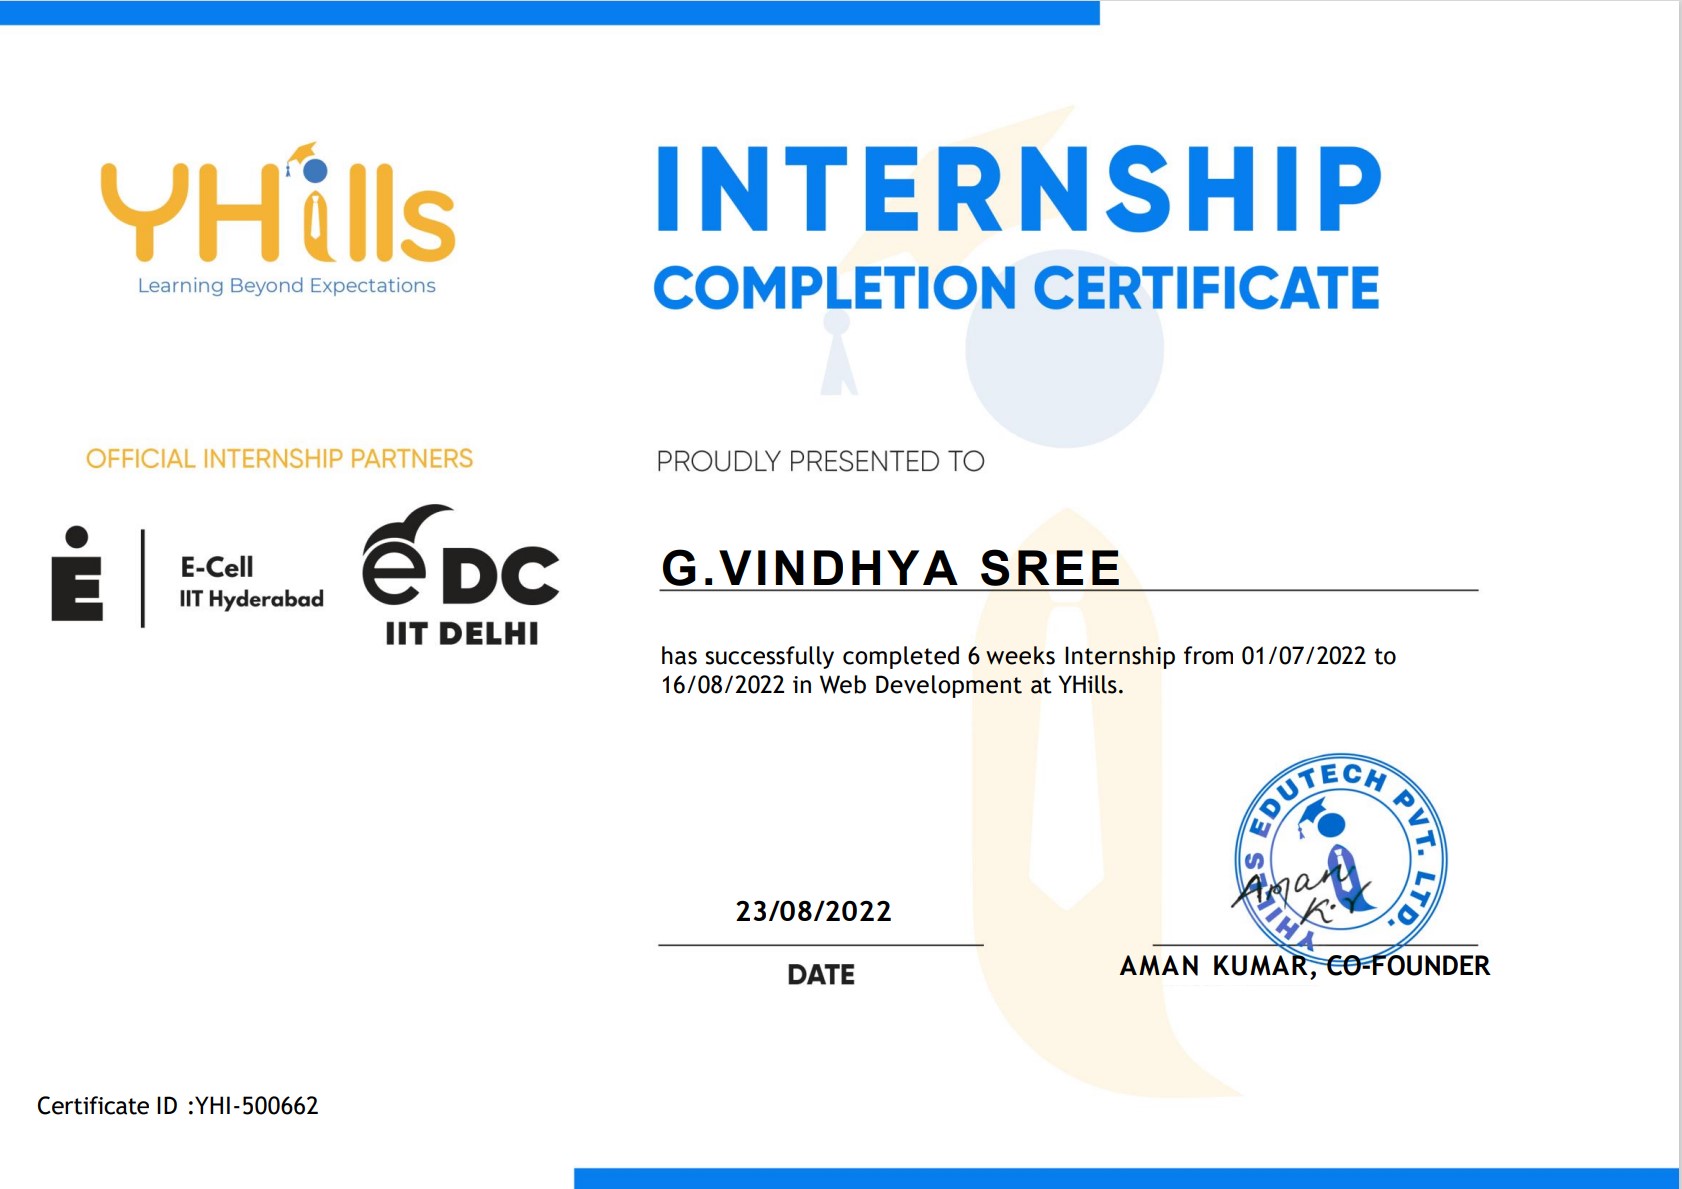 YHills
Learning Beyond Expectations
INTERNSHIP
COMPLETION CERTIFICATE
OFFICIAL INTERNSHIP PARTNERS
E-Cell
IIT Hyderabad
eDC
IIT DELHI
PROUDLY PRESENTED TO
G.VINDHYA SREE
has successfully completed 6 weeks Internship from 01/07/2022 to
16/08/2022 in Web Development at YHills.
23/08/2022
DATE
YHILLS EDUTECH PVT. LTD.
Aman Kr
AMAN KUMAR, CO-FOUNDER
Certificate ID :YHI-500662